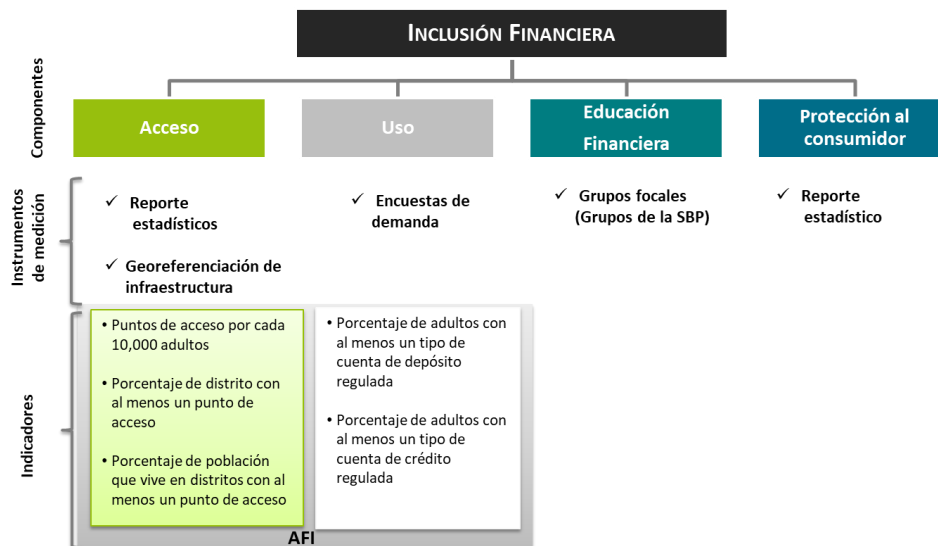 INCLUSIÓN FINANCIERA
Componentes
Acceso
Uso
Educación
Financiera
Protección al
consumidor
Instrumentos
de medición
✓ Reporte
estadísticos
✓ Georeferenciación de
infraestructura
✓ Encuestas de
demanda
✓ Grupos focales
(Grupos de la SBP)
✓ Reporte
estadístico
Indicadores
• Puntos de acceso por cada
10,000 adultos
• Porcentaje de distrito con
al menos un punto de
acceso
• Porcentaje de población
que vive en distritos con al
menos un punto de acceso
• Porcentaje de adultos con
al menos un tipo de
cuenta de depósito
regulada
• Porcentaje de adultos con
al menos un tipo de
cuenta de crédito
regulada
AFI